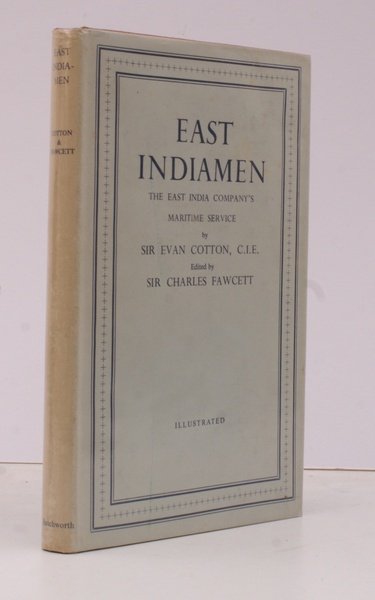 EAST
INDIAMEN
THE EAST INDIA COMPANY'S
MARITIME SERVICE
by
SIR EVAN COTTON, C.I.E.
Edited by
SIR CHARLES FAWCETT
ILLUSTRATED
EAST
INDIA-
MEN
COTTON
&
FAWCETT
Batchworth